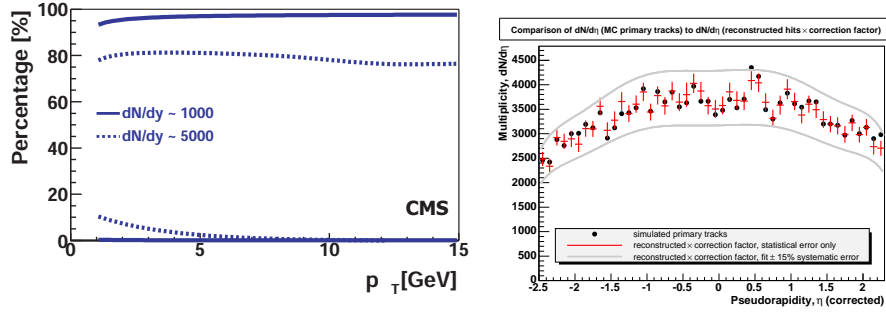 Percentage [%]
100
80
60
40
20
0
dN/dy ~ 1000
dN/dy ~ 5000
CMS
0
5
10
15
p T[GeV]
Comparison of dN/dη (MC primary tracks) to dN/dη (reconstructed hits × correction factor)
Multiplicity, dN/dη
4500
4000
3500
3000
2500
2000
1500
1000
500
0
simulated primary tracks
reconstructed × correction factor, statistical error only
reconstructed × correction factor, fit ± 15% systematic error
-2.5 -2 -1.5 -1 -0.5 0 0.5 1 1.5 2
Pseudorapidity, η (corrected)